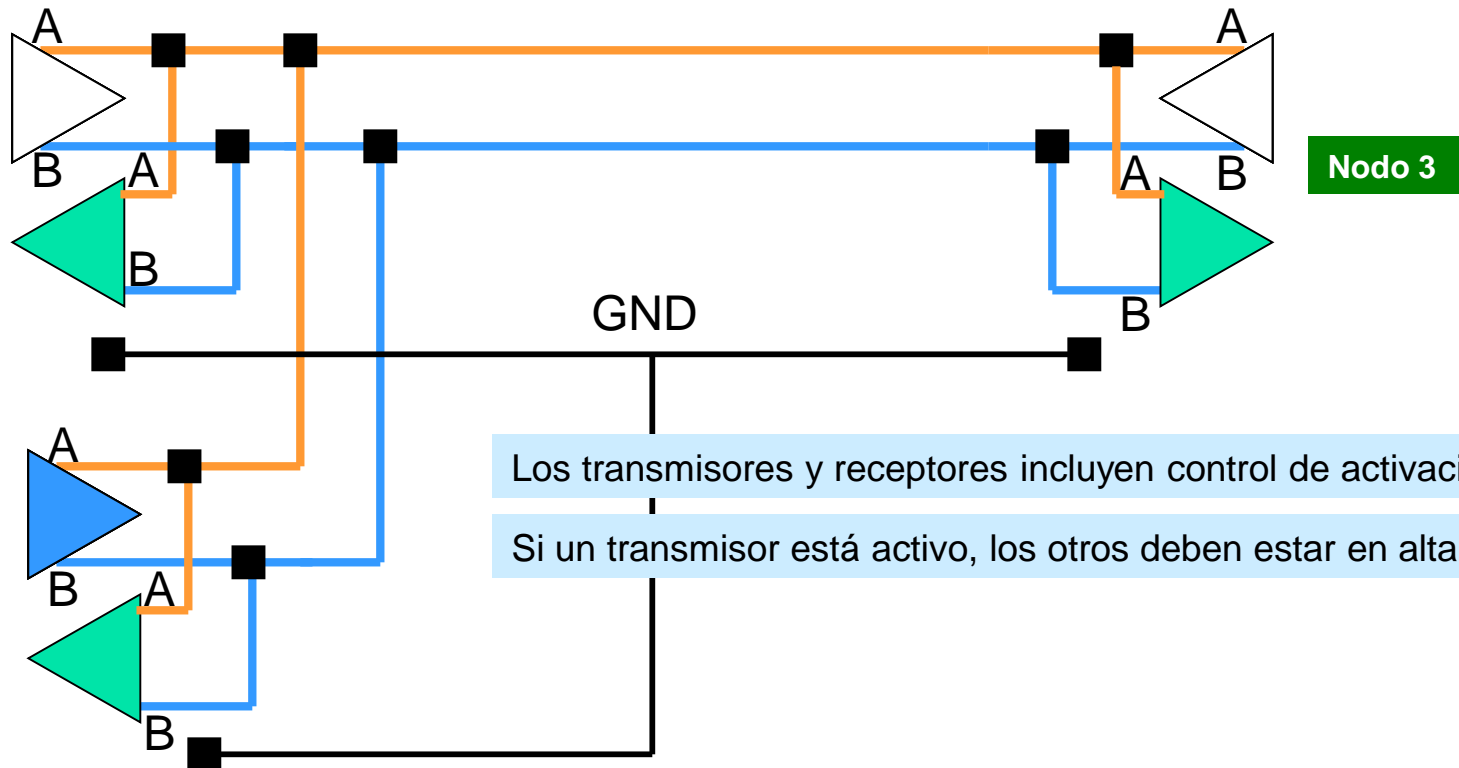 A
A
B
A
A
B
Nodo 3
B
B
GND
A
Los transmisores y receptores incluyen control de activaci
Si un transmisor está activo, los otros deben estar en alta
B
A
B